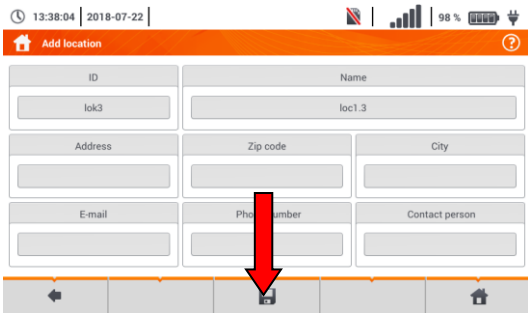 13:38:04 2018-07-22 98 %
Add location ?
ID Name
lok3 loc1.3
Address Zip code City
E-mail Phone number Contact person